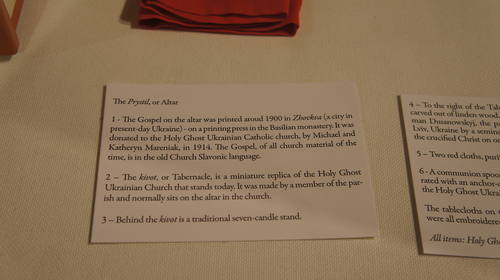 The Prystil, or Altar
1 - The Gospel on the altar was printed aroud 1900 in Zhovkva (a city in
present-day Ukraine) - on a printing press in the Basilian monastery. It was
donated to the Holy Ghost Ukrainian Catholic church, by Michael and
Katheryn Mareniak, in 1914. The Gospel, of all church material of the
time, is in the old Church Slavonic language.
2 – The kivot, or Tabernacle, is a miniature replica of the Holy Ghost
Ukrainian Church that stands today. It was made by a member of the par-
ish and normally sits on the altar in the church.
3 – Behind the kivot is a traditional seven-candle stand.
4 – To the right of the
carved out of linden wood.
man Dusanowskyj, the
Lviv, Ukraine by a
the crucified Christ on
5 – Two red cloths,
6 - A communion
rated with an
the Holy Ghost
The tablecloths on
were all
All items: Holy